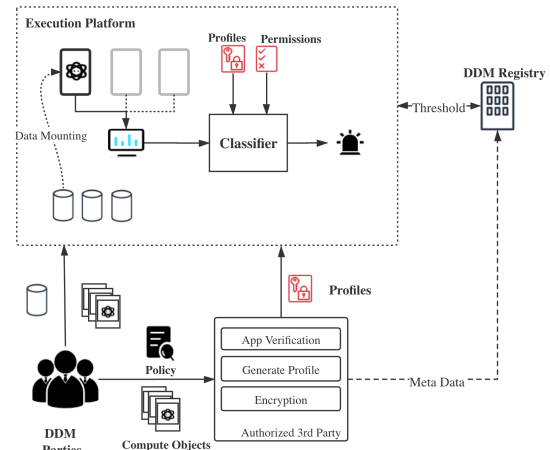 Execution Platform
Profiles
Permissions
DDM Registry
Threshold
Data Mounting
Classifier
Profiles
App Verification
Policy
Generate Profile
Meta Data
Encryption
DDM
Parties
Compute Objects
Authorized 3rd Party